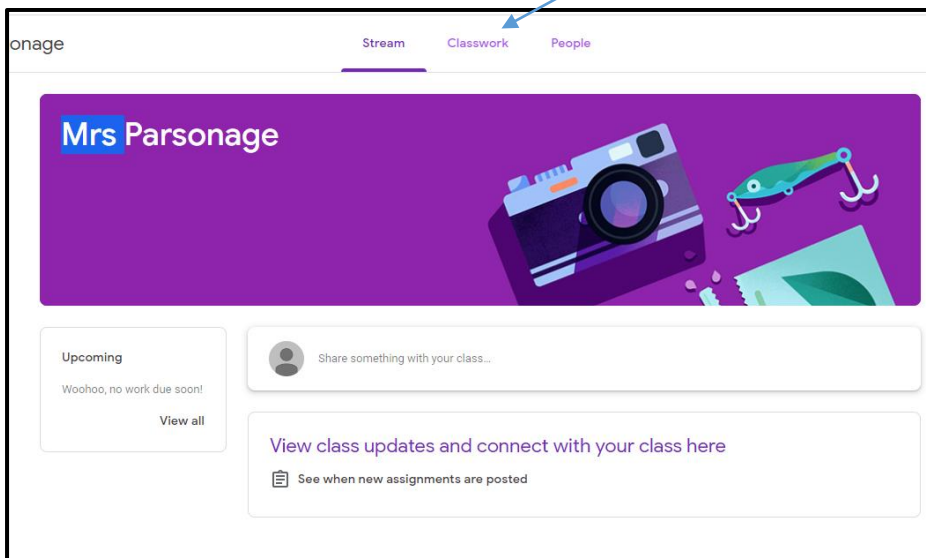 onage
Stream Classwork People
Mrs Parsonage
Upcoming
Woohoo, no work due soon!
View all
Share something with your class...
View class updates and connect with your class here
See when new assignments are posted